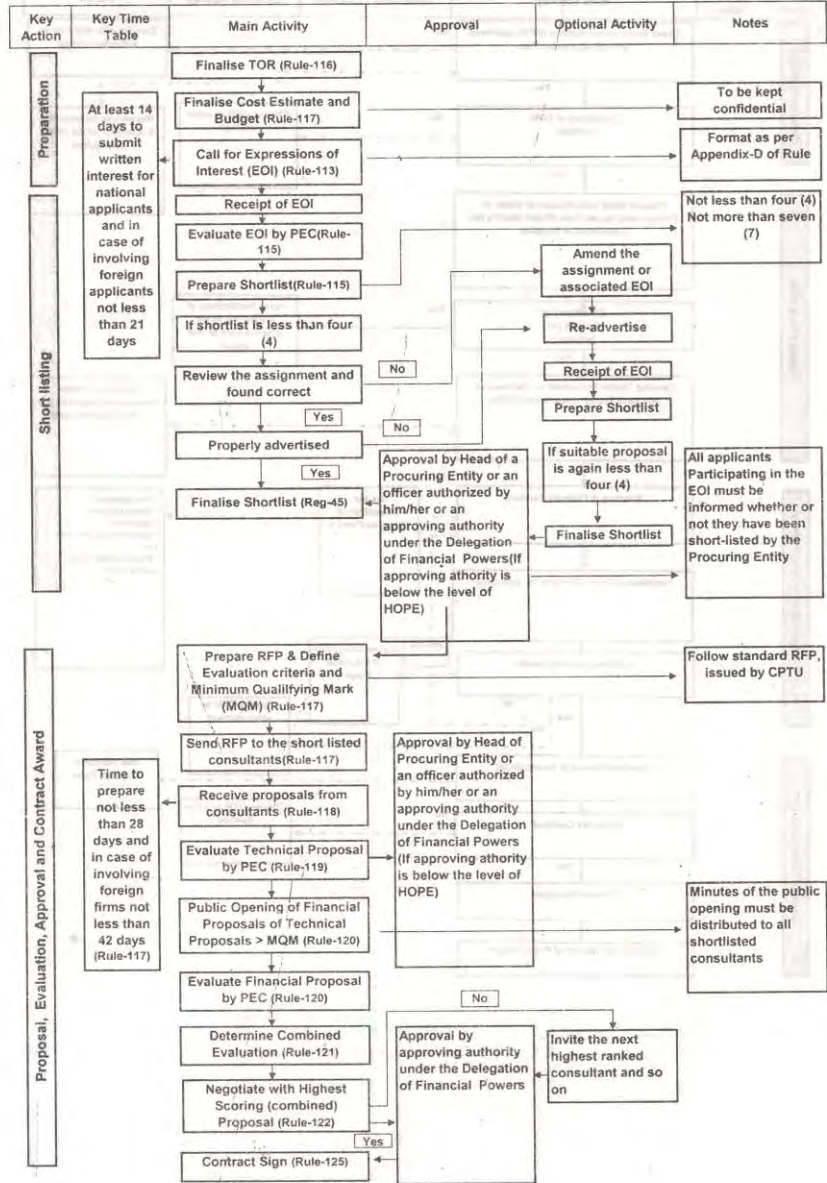 Key
Action
Key Time
Table
Main Activity
Approval
Optional Activity
Notes
Preparation
Short listing
At least 14
days to
submit
written
interest for
national
applicants
and in
case of
involving
foreign
applicants
not less
than 21
days
Finalise TOR (Rule-116)
Finalise Cost Estimate and
Budget (Rule-117)
To be kept
confidential
Call for Expressions of
Interest (EOI) (Rule-113)
Format as per
Appendix-D of Rule
Receipt of EOI
Evaluate EOI by PEC(Rule-
115)
Prepare Shortlist(Rule-115)
Not less than four (4)
Not more than seven
(7)
If shortlist is less than four
(4)
Review the assignment and
found correct
No
Yes
Properly advertised
No
Yes
Finalise Shortlist (Reg-45)
Amend the
assignment or
associated EOI
Re-advertise
Receipt of EOI
Prepare Shortlist
If suitable proposal
is again less than
four (4)
Finalise Shortlist
Approval by Head of a
Procuring Entity or an
officer authorized by
him/her or an
approving authority
under the Delegation
of Financial Powers(If
approving athority is
below the level of
HOPE)
All applicants
Participating in the
EOI must be
informed whether or
not they have been
short-listed by the
Procuring Entity
Proposal, Evaluation, Approval and Contract Award
Time to
prepare
not less
than 28
days and
in case of
involving
foreign
firms not
less than
42 days
(Rule-117)
Prepare RFP & Define
Evaluation criteria and
Minimum Qualilfying Mark
(MQM) (Rule-117)
Follow standard RFP,
issued by CPTU
Send RFP to the short listed
consultants(Rule-117)
Receive proposals from
consultants (Rule-118)
Evaluate Technical Proposal
by PEC (Rule-119)
Approval by Head of
Procuring Entity or
an officer authorized
by him/her or an
approving authority
under the Delegation
of Financial Powers
(If approving athority
is below the level of
HOPE)
Public Opening of Financial
Proposals of Technical
Proposals > MQM (Rule-120)
Minutes of the public
opening must be
distributed to all
shortlisted
consultants
Evaluate Financial Proposal
by PEC (Rule-120)
Determine Combined
Evaluation (Rule-121)
Negotiate with Highest
Scoring (combined)
Proposal (Rule-122)
No
Yes
Approval by
approving authority
under the Delegation
of Financial Powers
Invite the next
highest ranked
consultant and so
on
Contract Sign (Rule-125)